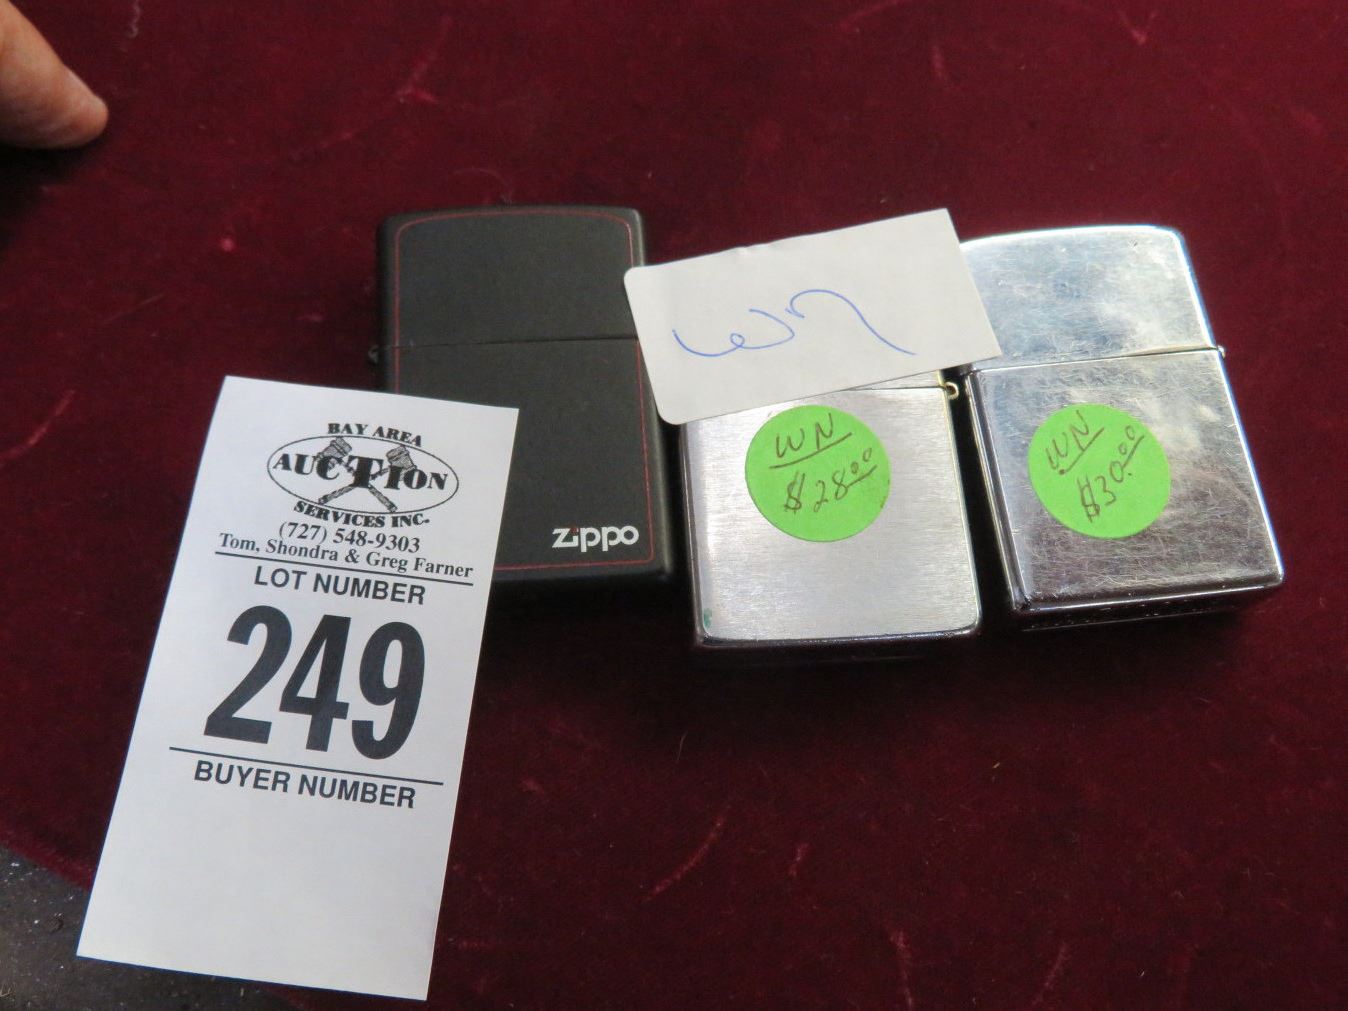 BAY AREA
AUCTION
SERVICES INC.
(727) 548-9303
Tom, Shondra & Greg Farner
LOT NUMBER
249
BUYER NUMBER
zippo
wn
WN
$28.00
WN
$30.00